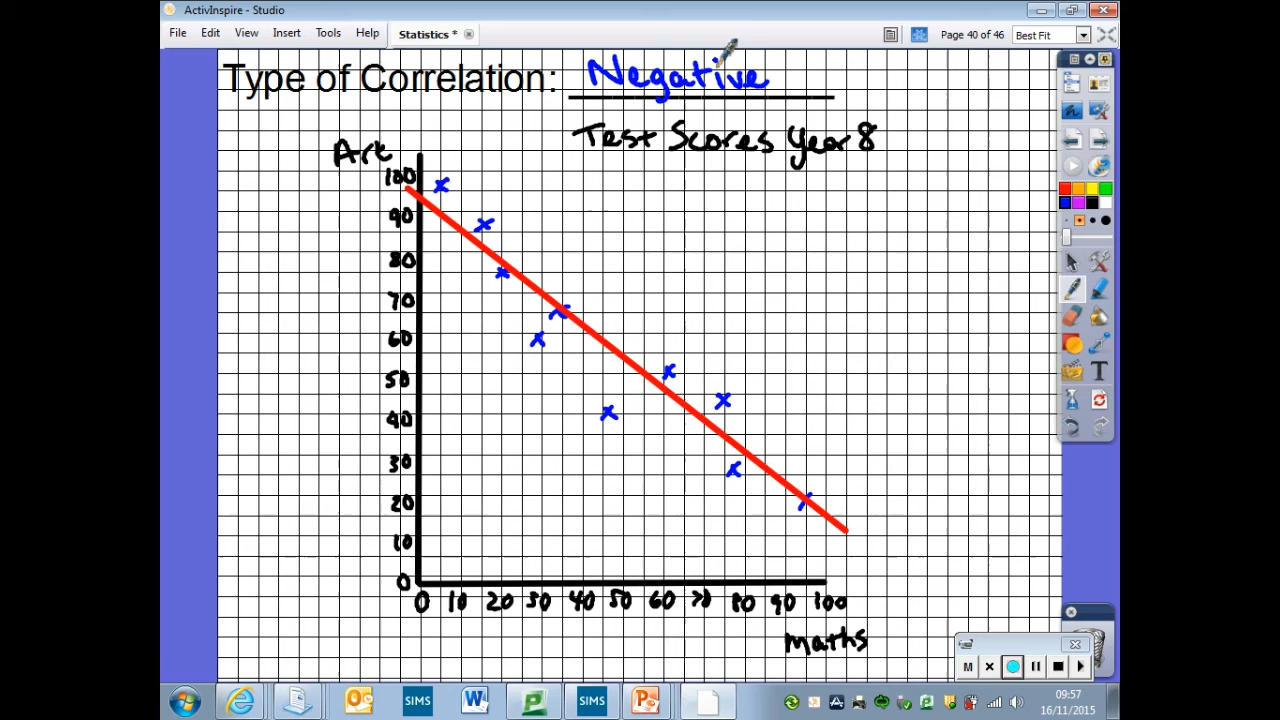 ActivInspire - Studio
File Edit View Insert Tools Help Statistics * Page 40 of 46 Best Fit
Type of Correlation: Negative
Test Scores Year 8
Art
100
90
80
70
60
50
40
30
20
10
0
0 10 20 30 40 50 60 70 80 90 100
maths
M
SIMS W P SIMS P
09:57
16/11/2015